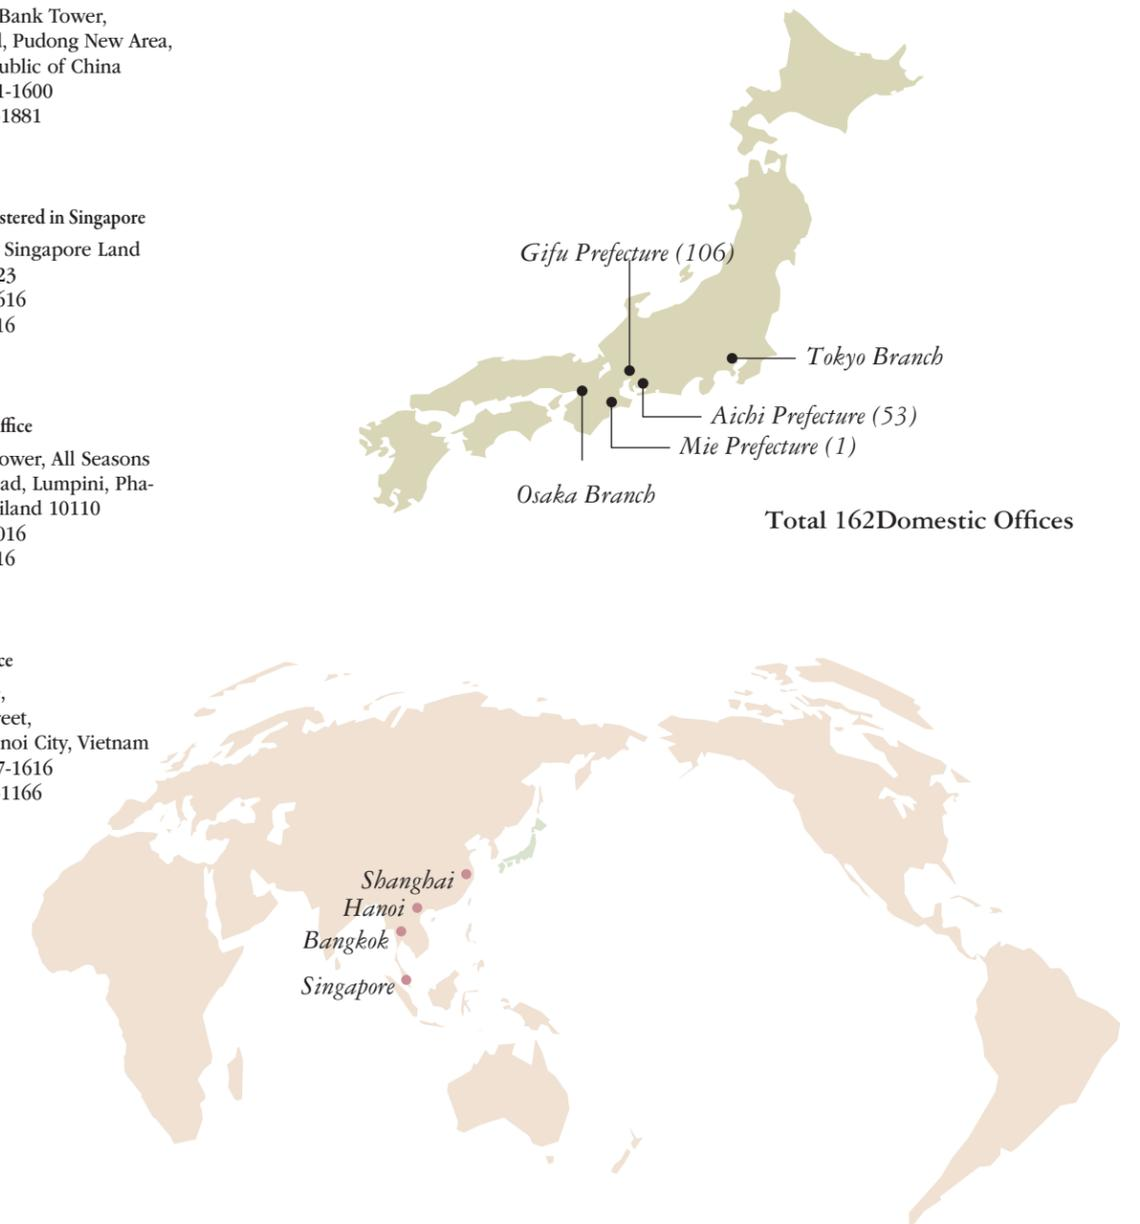 Bank Tower,
, Pudong New Area,
ublic of China
1-1600
1881
stered in Singapore
Singapore Land
23
616
16
ffice
ower, All Seasons
ad, Lumpini, Pha-
iland 10110
016
16
ce
,
reet,
noi City, Vietnam
7-1616
1166
Gifu Prefecture (106)
Tokyo Branch
Aichi Prefecture (53)
Mie Prefecture (1)
Osaka Branch
Total 162Domestic Offices
Shanghai
Hanoi
Bangkok
Singapore